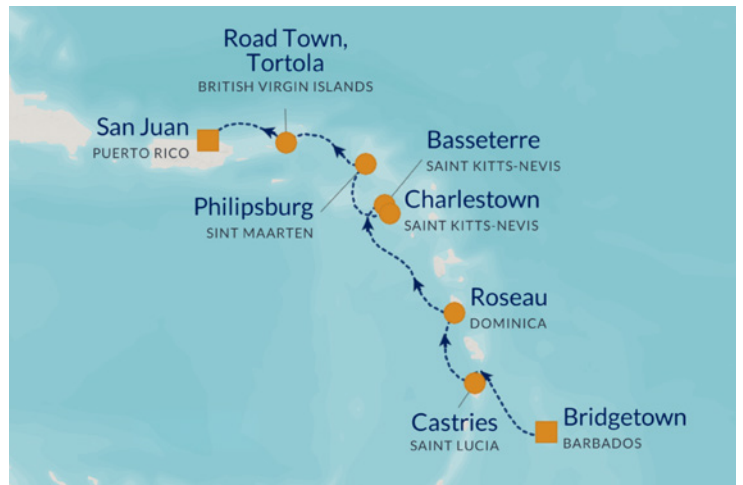 Road Town,
Tortola
BRITISH VIRGIN ISLANDS
San Juan
PUERTO RICO
Basseterre
SAINT KITTS-NEVIS
Philipsburg
SINT MAARTEN
Charlestown
SAINT KITTS-NEVIS
Roseau
DOMINICA
Castries
SAINT LUCIA
Bridgetown
BARBADOS